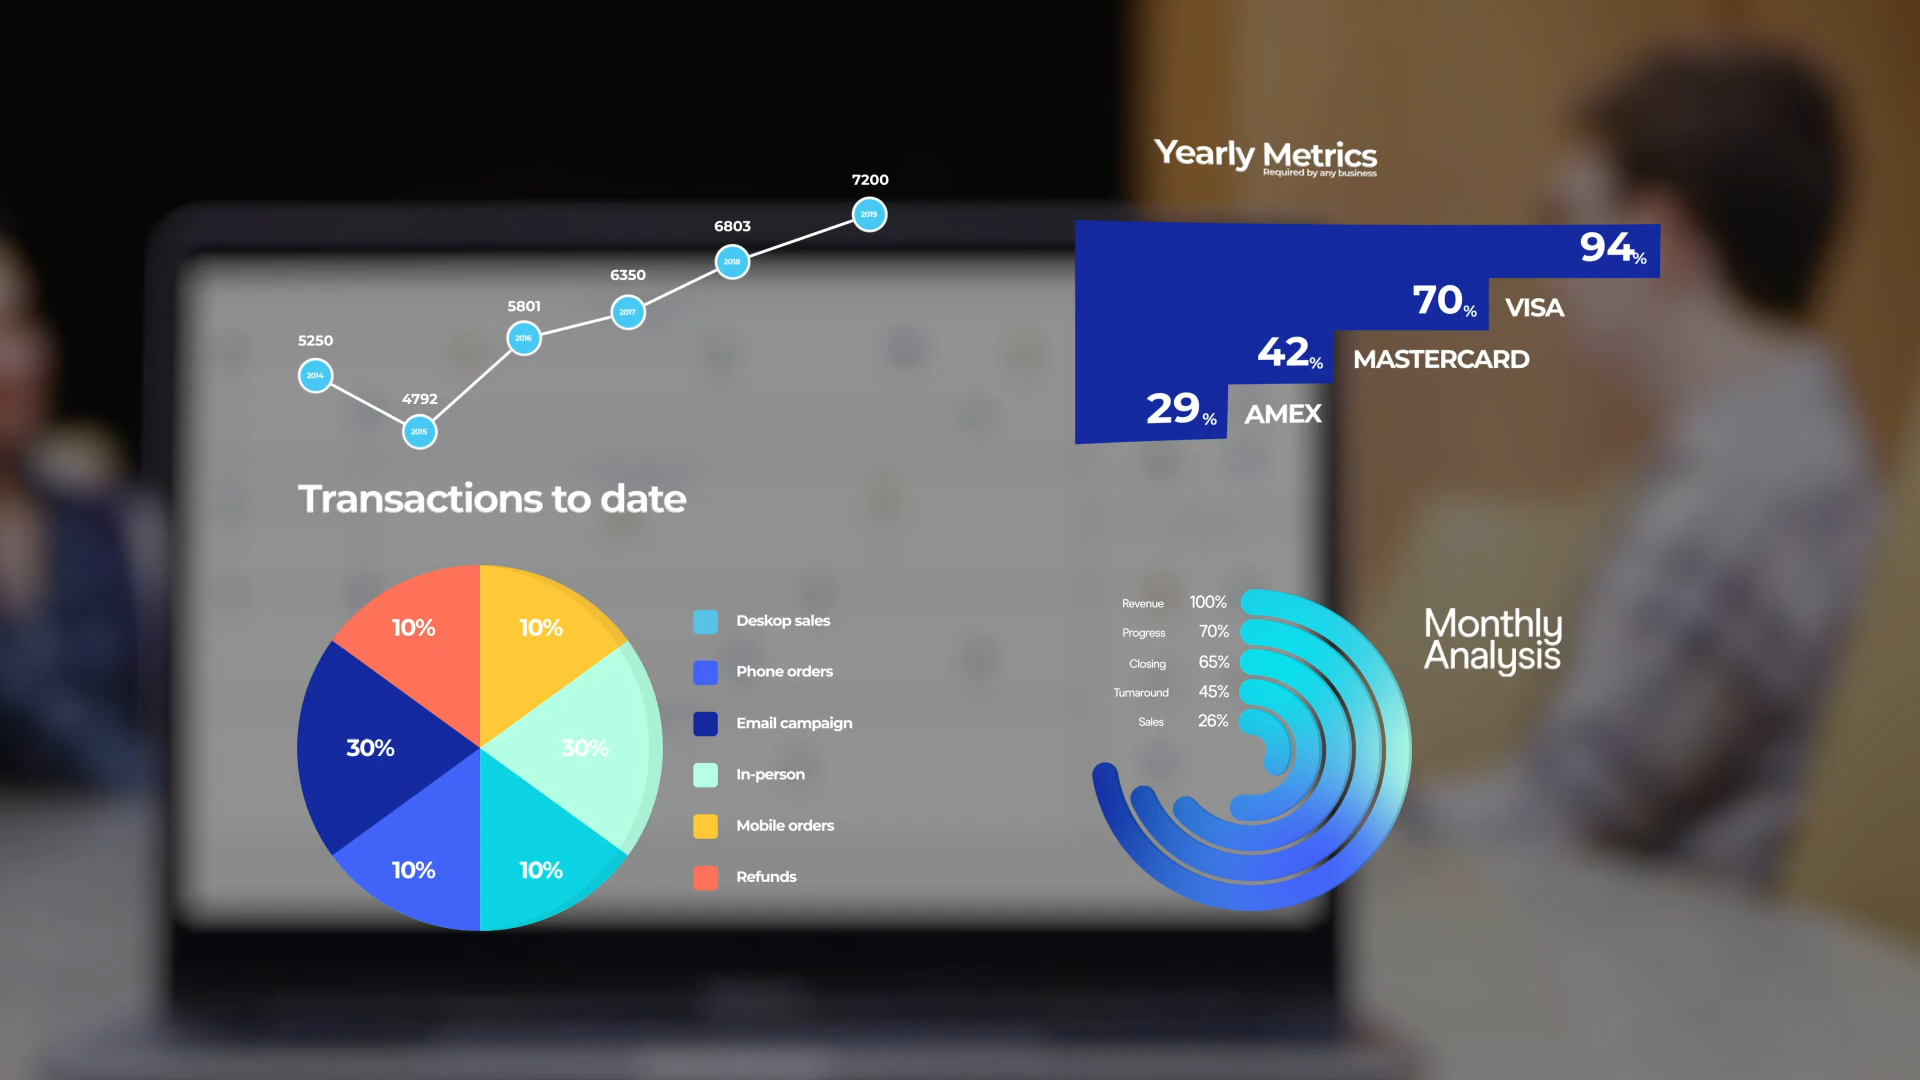 7200
2019
6803
2018
6350
2017
5801
2016
5250
2014
4792
2015
Transactions to date
Yearly Metrics
Required by any business
94%
70%
VISA
42%
MASTERCARD
29%
AMEX
10%
10%
30%
30%
10%
10%
Deskop sales
Phone orders
Email campaign
In-person
Mobile orders
Refunds
Revenue 100%
Progress 70%
Closing 65%
Turnaround 45%
Sales 26%
Monthly
Analysis